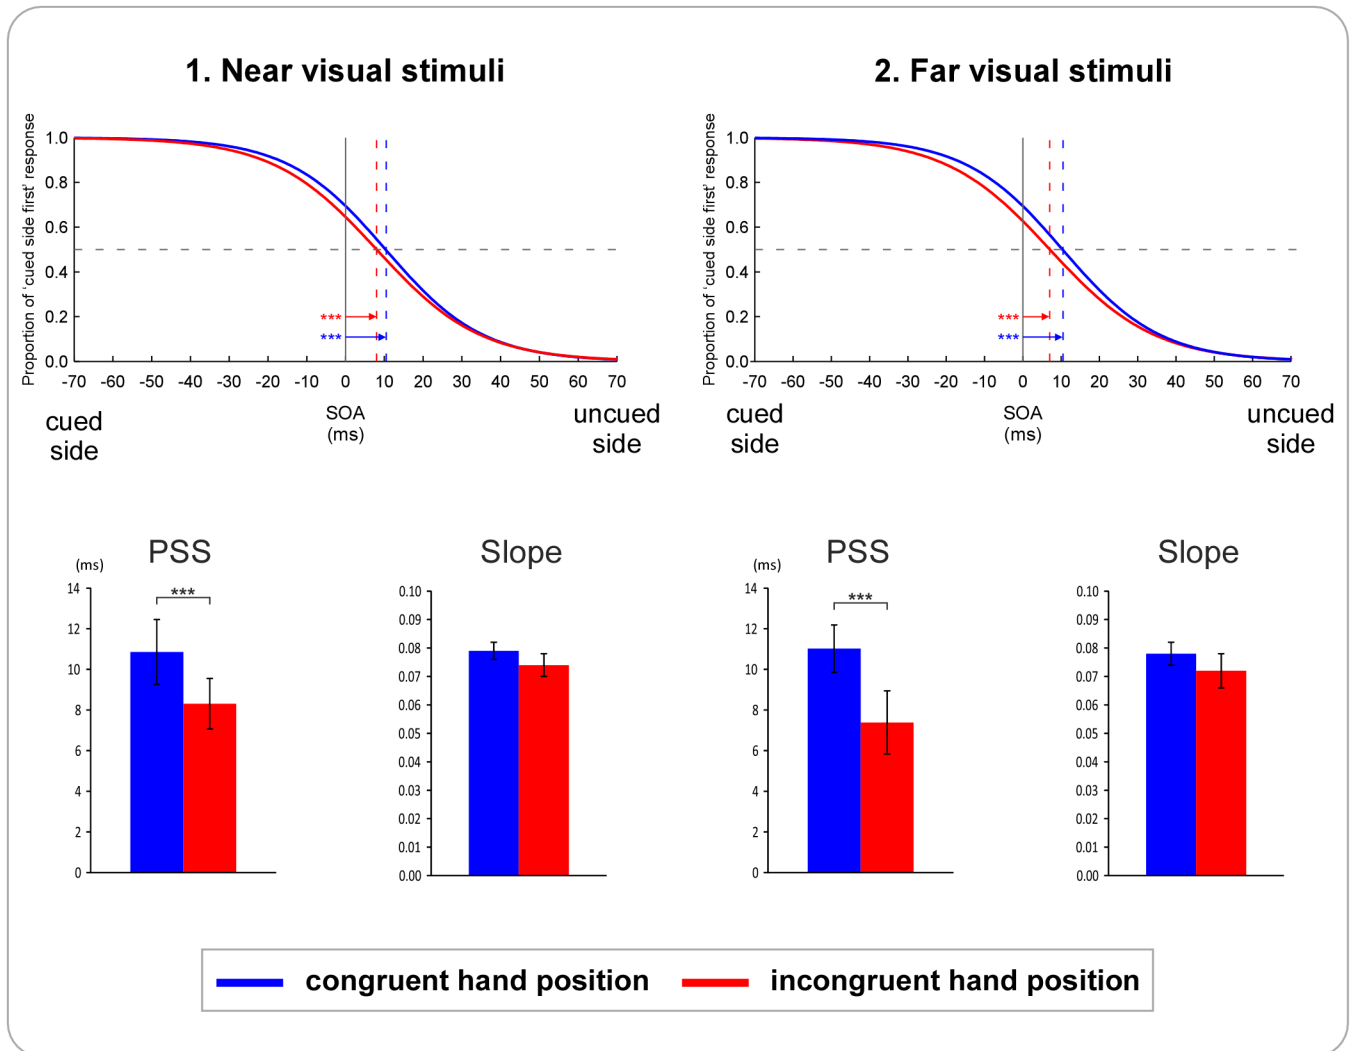 1. Near visual stimuli
2. Far visual stimuli
Proportion of ‘cued side first’ response
1.0
0.8
0.6
0.4
0.2
0.0
***
***
-70 -60 -50 -40 -30 -20 -10 0 10 20 30 40 50 60 70
cued
side
SOA
(ms)
uncued
side
Proportion of ‘cued side first’ response
1.0
0.8
0.6
0.4
0.2
0.0
***
***
-70 -60 -50 -40 -30 -20 -10 0 10 20 30 40 50 60 70
cued
side
SOA
(ms)
uncued
side
PSS
(ms)
14
12
10
8
6
4
2
0
***
Slope
0.10
0.09
0.08
0.07
0.06
0.05
0.04
0.03
0.02
0.01
0.00
PSS
(ms)
14
12
10
8
6
4
2
0
***
Slope
0.10
0.09
0.08
0.07
0.06
0.05
0.04
0.03
0.02
0.01
0.00
congruent hand position
incongruent hand position